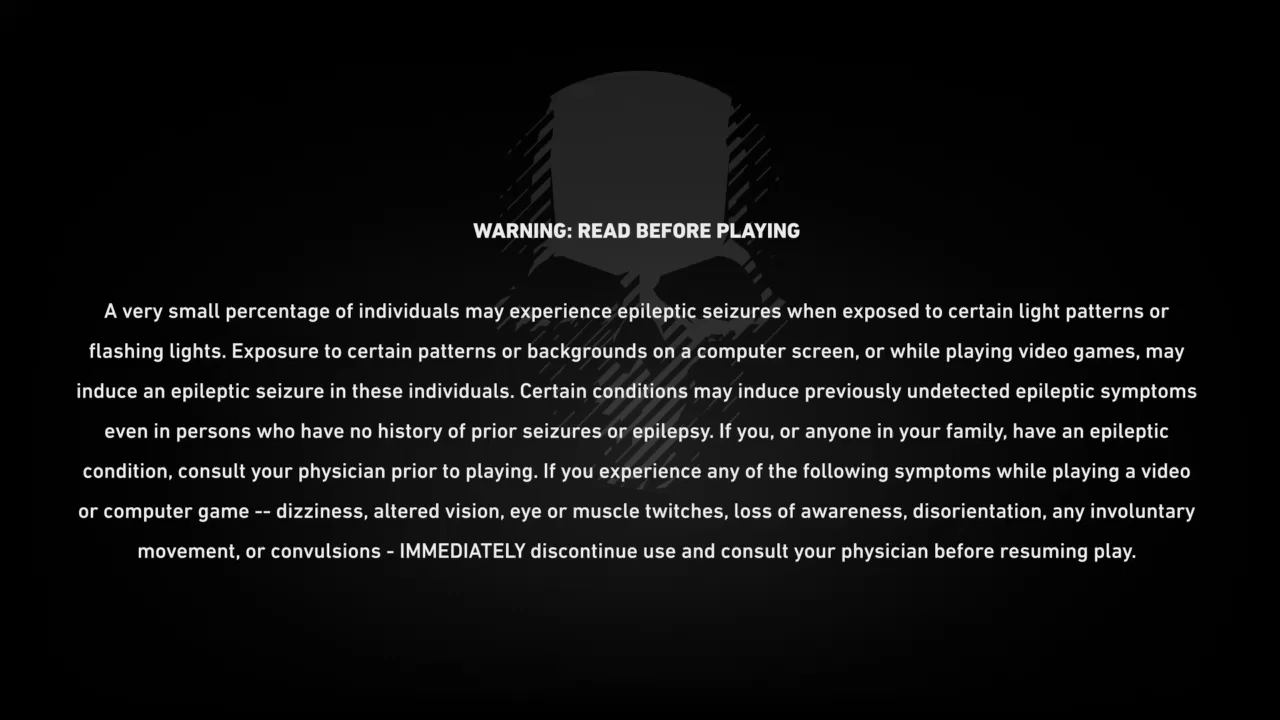 WARNING: READ BEFORE PLAYING
A very small percentage of individuals may experience epileptic seizures when exposed to certain light patterns or
flashing lights. Exposure to certain patterns or backgrounds on a computer screen, or while playing video games, may
induce an epileptic seizure in these individuals. Certain conditions may induce previously undetected epileptic symptoms
even in persons who have no history of prior seizures or epilepsy. If you, or anyone in your family, have an epileptic
condition, consult your physician prior to playing. If you experience any of the following symptoms while playing a video
or computer game -- dizziness, altered vision, eye or muscle twitches, loss of awareness, disorientation, any involuntary
movement, or convulsions - IMMEDIATELY discontinue use and consult your physician before resuming play.